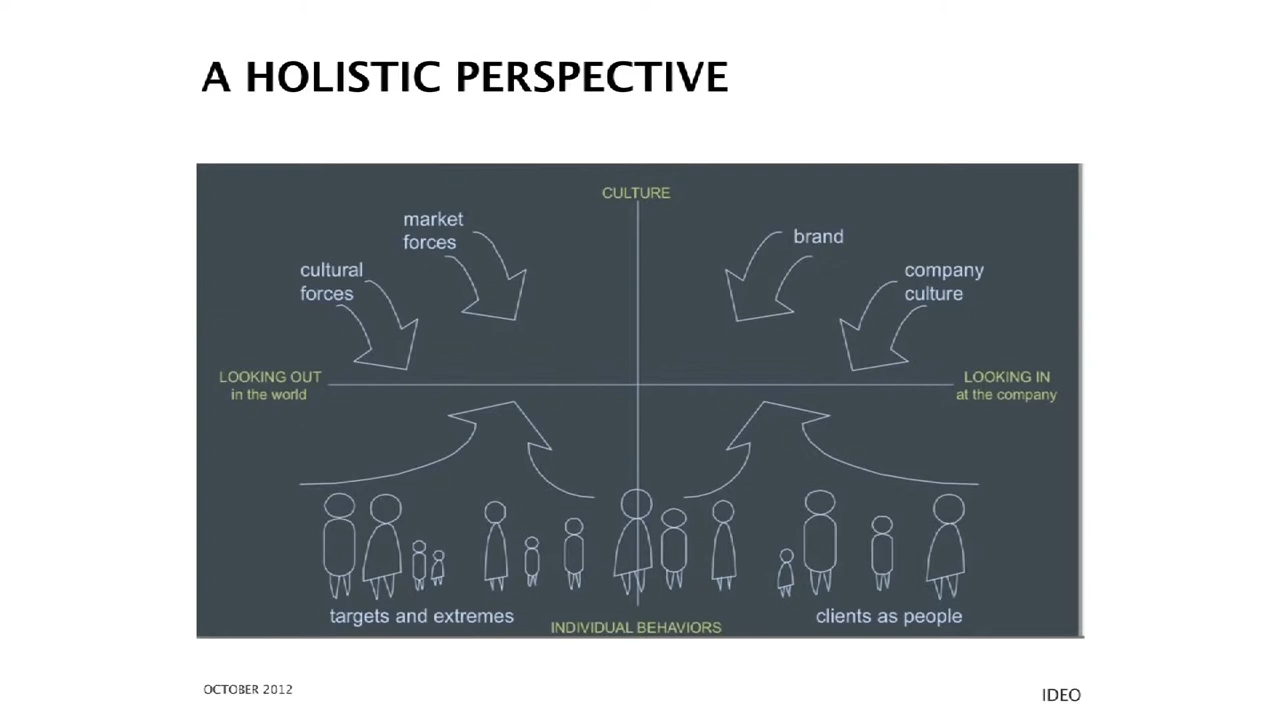 A HOLISTIC PERSPECTIVE
CULTURE
market
forces
brand
cultural
forces
company
culture
LOOKING OUT
in the world
LOOKING IN
at the company
targets and extremes
clients as people
INDIVIDUAL BEHAVIORS
OCTOBER 2012
IDEO